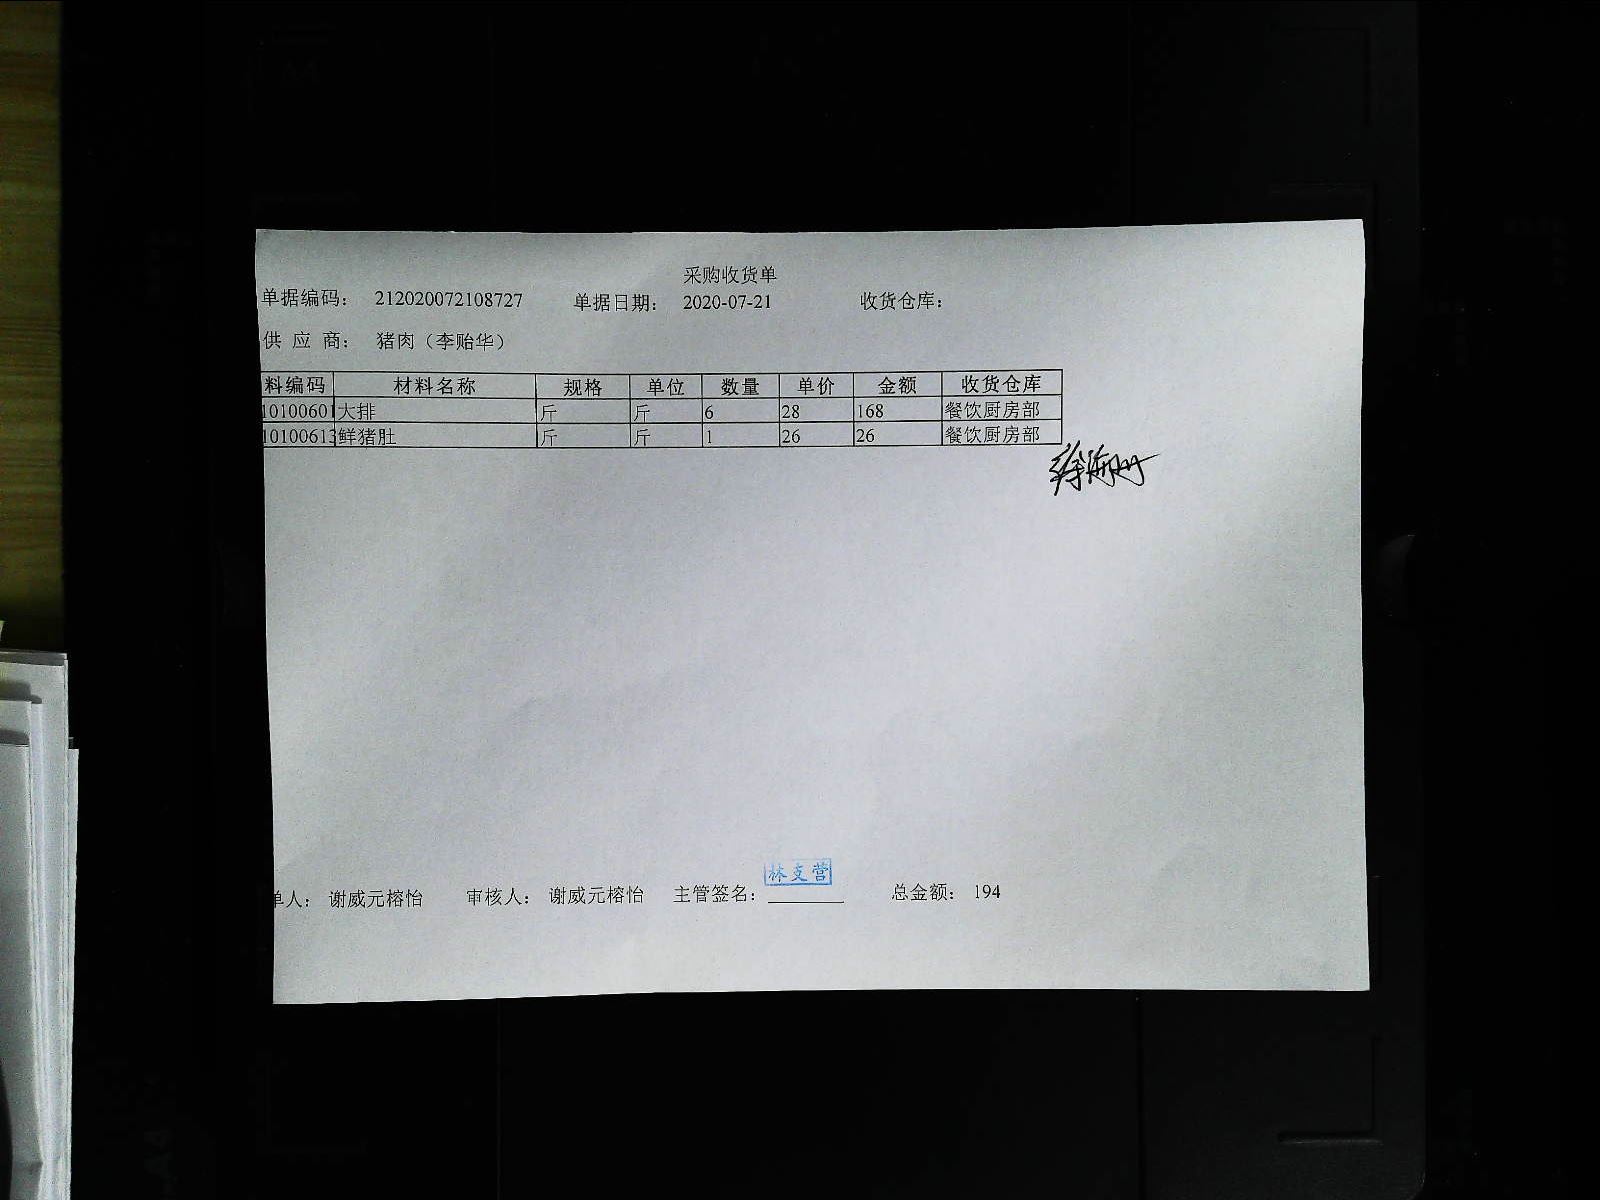 采购收货单
单据编码： 212020072108727 单据日期： 2020-07-21 收货仓库：
供 应 商： 猪肉（李贻华）
料编码 材料名称 规格 单位 数量 单价 金额 收货仓库
10100601 大排 斤 斤 6 28 168 餐饮厨房部
10100613 鲜猪肚 斤 斤 1 26 26 餐饮厨房部
林支营
单人： 谢威元榕怡 审核人： 谢威元榕怡 主管签名： 总金额： 194